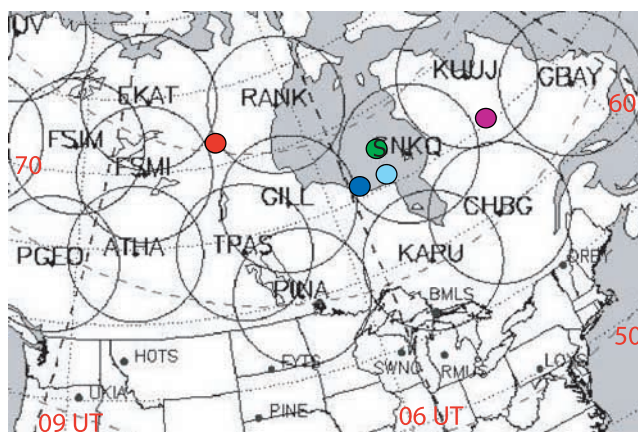 UV
KUUJ
GBAY
EKAT
RANK
60
FSIM
SNKQ
70
FSMI
GILL
CHBG
PGEO
ATHA
TPAS
KAPU
DRBY
PINA
BMLS
50
HOTS
FYTS
SWNO
RMUS
LOYS
UKIA
PINE
09 UT
06 UT